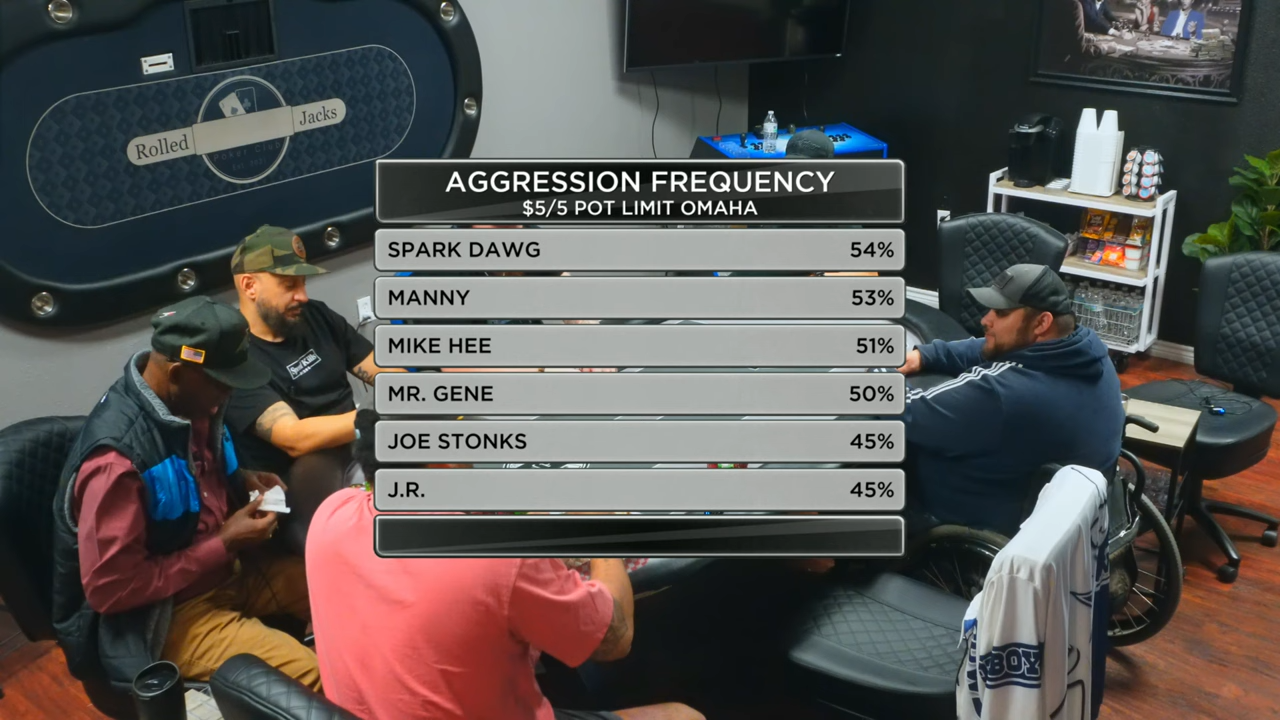 Rolled
Jacks
AGGRESSION FREQUENCY
$5/5 POT LIMIT OMAHA
SPARK DAWG 54%
MANNY 53%
MIKE HEE 51%
MR. GENE 50%
JOE STONKS 45%
J.R. 45%